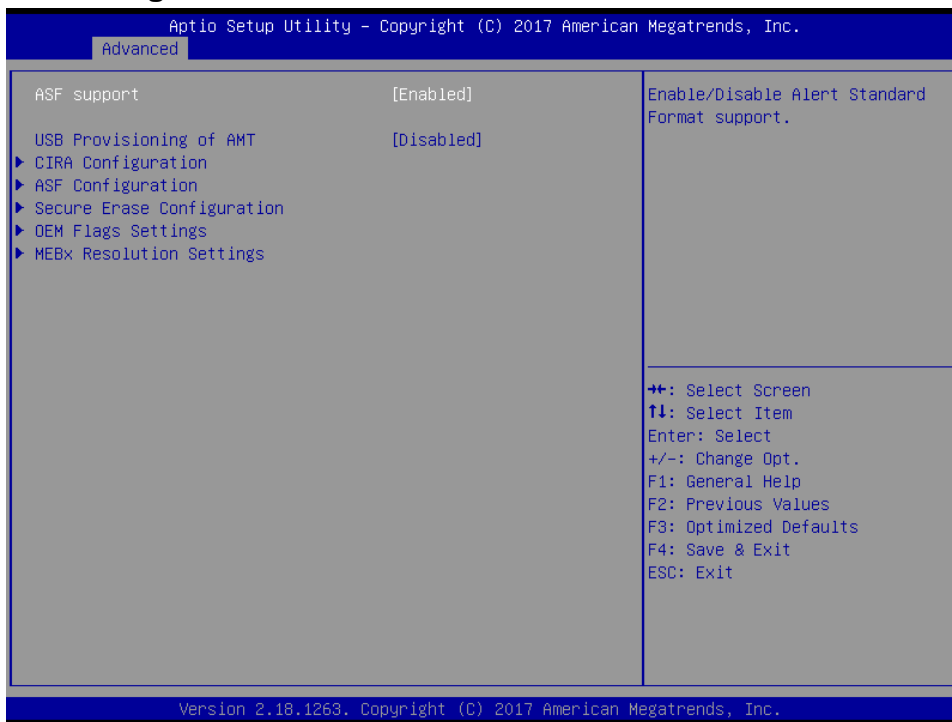 Aptio Setup Utility – Copyright (C) 2017 American Megatrends, Inc.
Advanced
ASF support [Enabled]
USB Provisioning of AMT [Disabled]
CIRA Configuration
ASF Configuration
Secure Erase Configuration
OEM Flags Settings
MEBx Resolution Settings
Enable/Disable Alert Standard
Format support.
→←: Select Screen
↑↓: Select Item
Enter: Select
+/-: Change Opt.
F1: General Help
F2: Previous Values
F3: Optimized Defaults
F4: Save & Exit
ESC: Exit
Version 2.18.1263. Copyright (C) 2017 American Megatrends, Inc.